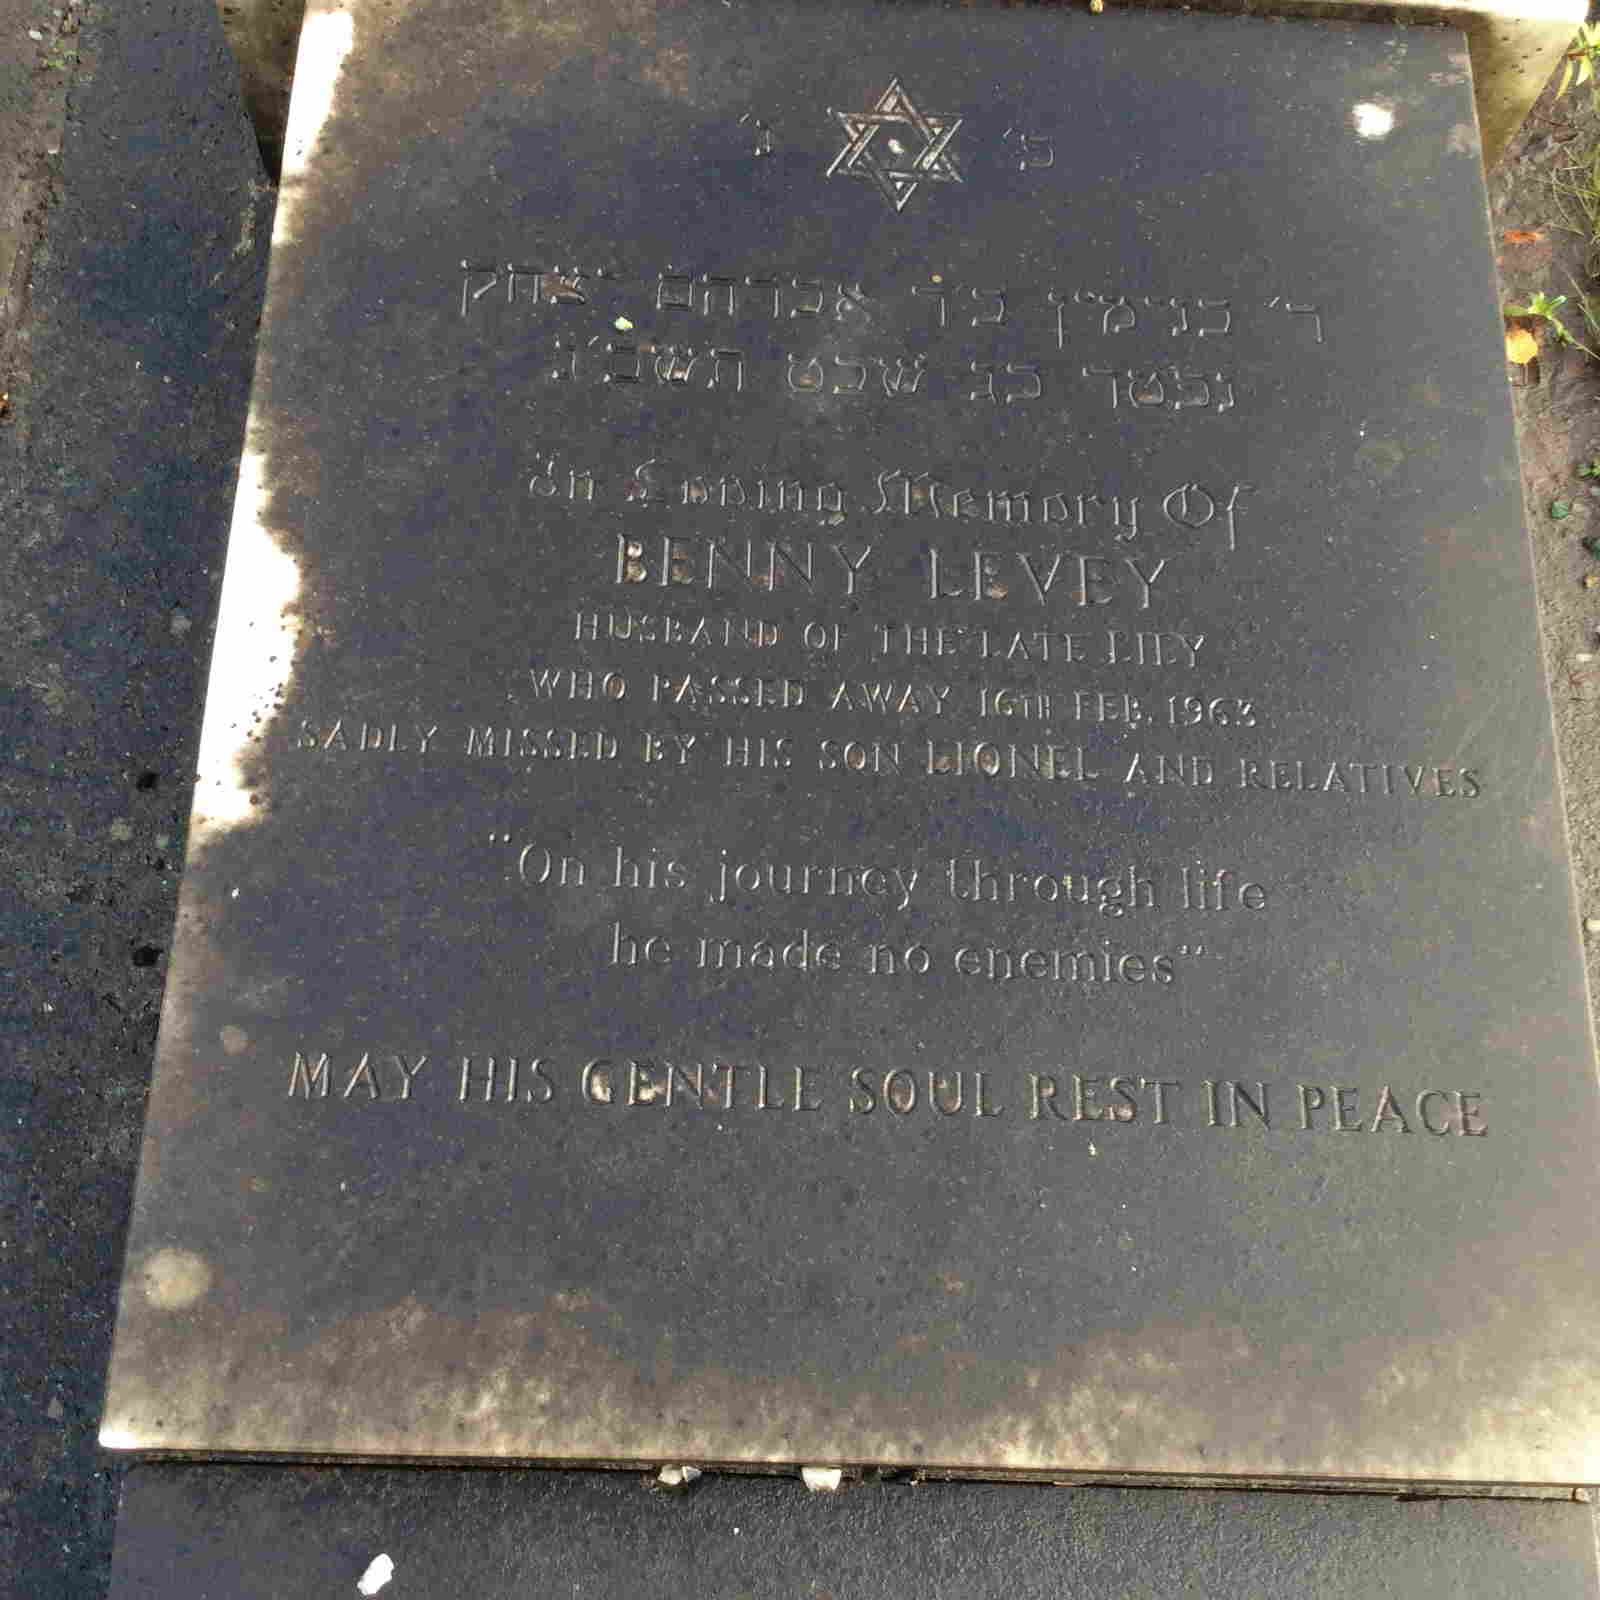 פ׳ נ׳
ר׳ בנימין ב״ר אברהם יצחק
נפטר כב שבט תשכ״ג
In Loving Memory Of
BENNY LEVEY
HUSBAND OF THE LATE LILY
WHO PASSED AWAY 16TH FEB. 1963
SADLY MISSED BY HIS SON LIONEL AND RELATIVES
"On his journey through life
he made no enemies"
MAY HIS GENTLE SOUL REST IN PEACE